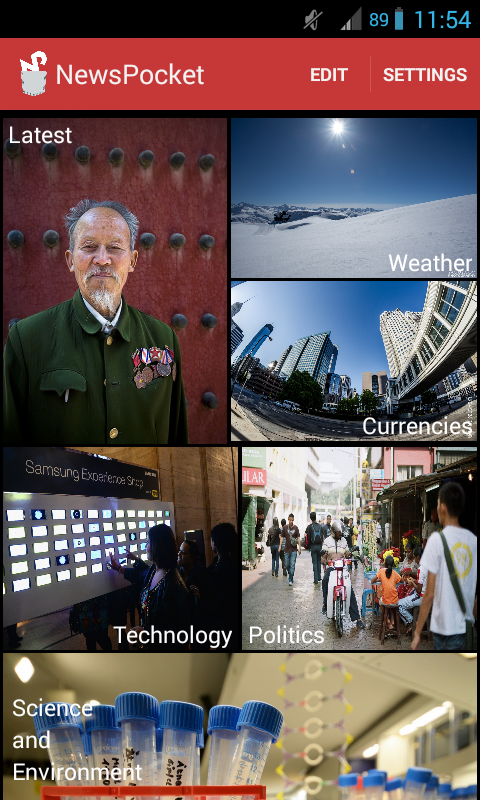 89 11:54
NewsPocket EDIT SETTINGS
Latest
Weather
Currencies
Samsung Experience Shop
Technology
Politics
Science
and
Environment